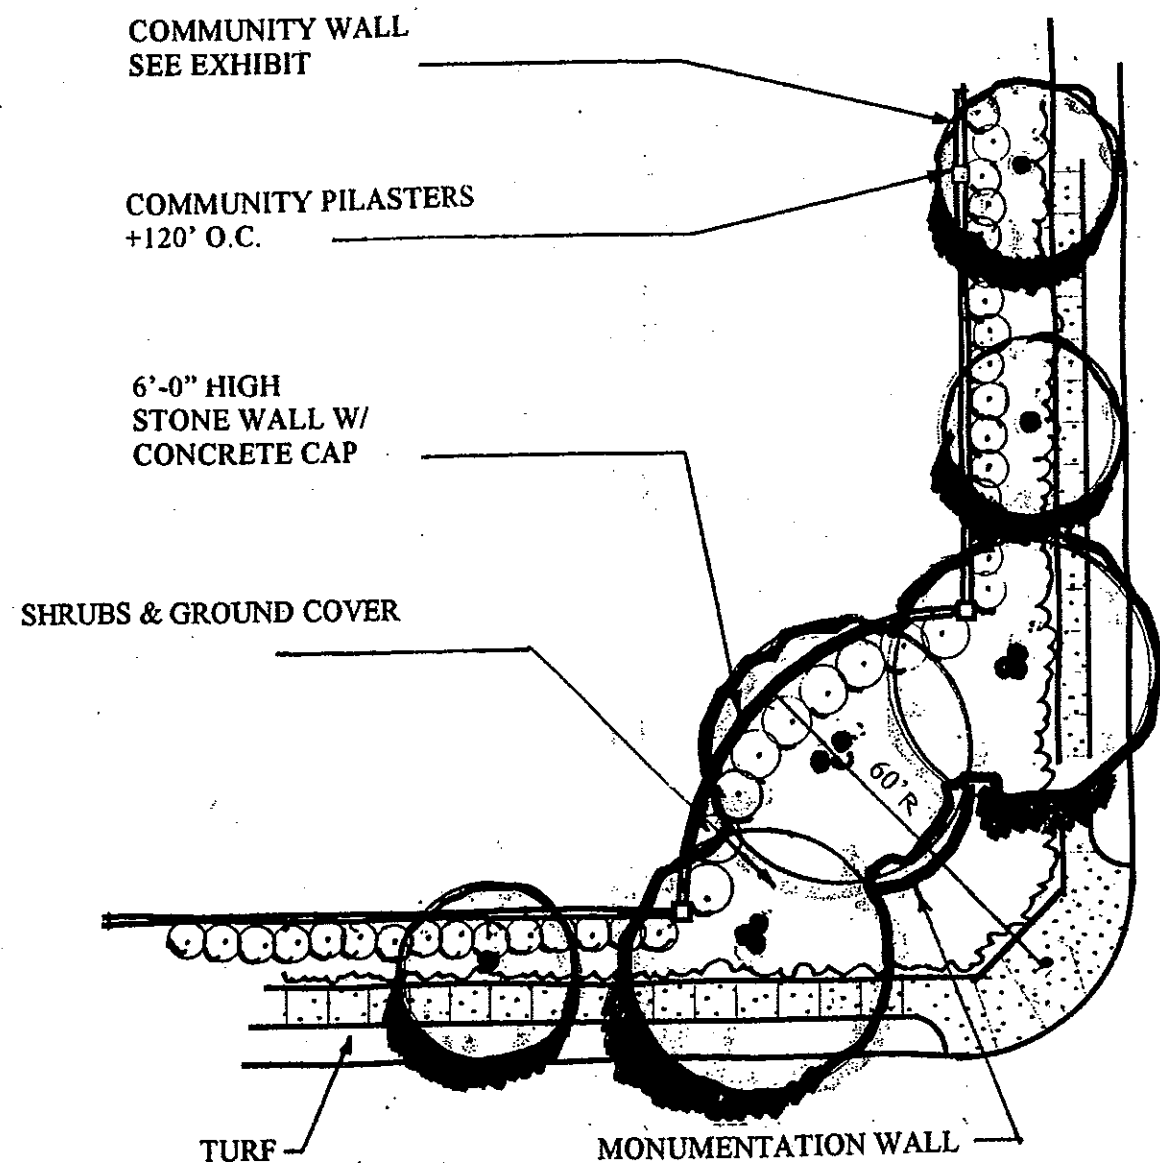 COMMUNITY WALL
SEE EXHIBIT
COMMUNITY PILASTERS
+120' O.C.
6'-0" HIGH
STONE WALL W/
CONCRETE CAP
SHRUBS & GROUND COVER
60'R
TURF
MONUMENTATION WALL